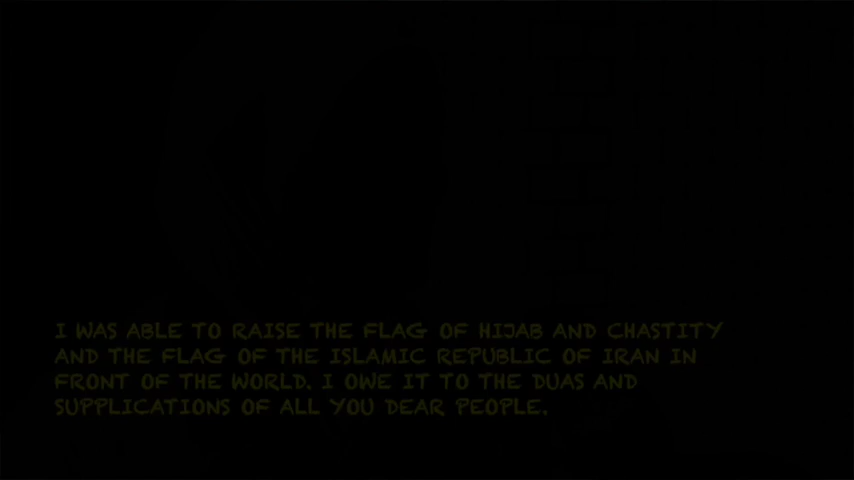 I WAS ABLE TO RAISE THE FLAG OF HIJAB AND CHASTITY
AND THE FLAG OF THE ISLAMIC REPUBLIC OF IRAN IN
FRONT OF THE WORLD. I OWE IT TO THE DUAS AND
SUPPLICATIONS OF ALL YOU DEAR PEOPLE.